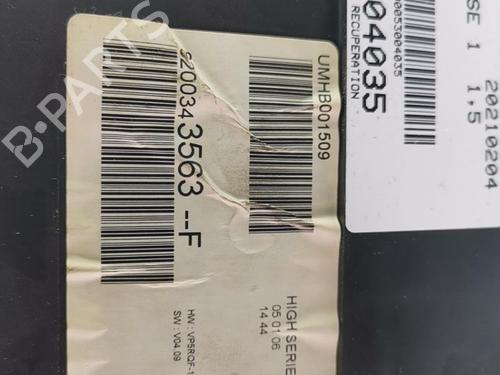 UMHB001509
8200343563 --F
HIGH SERIE
05 01 06
14 44
HW : VP5RQF-1
SW : V04 09
SE 1
20210204
1,5
00053004035
04035
RECUPERATION
B-PARTS